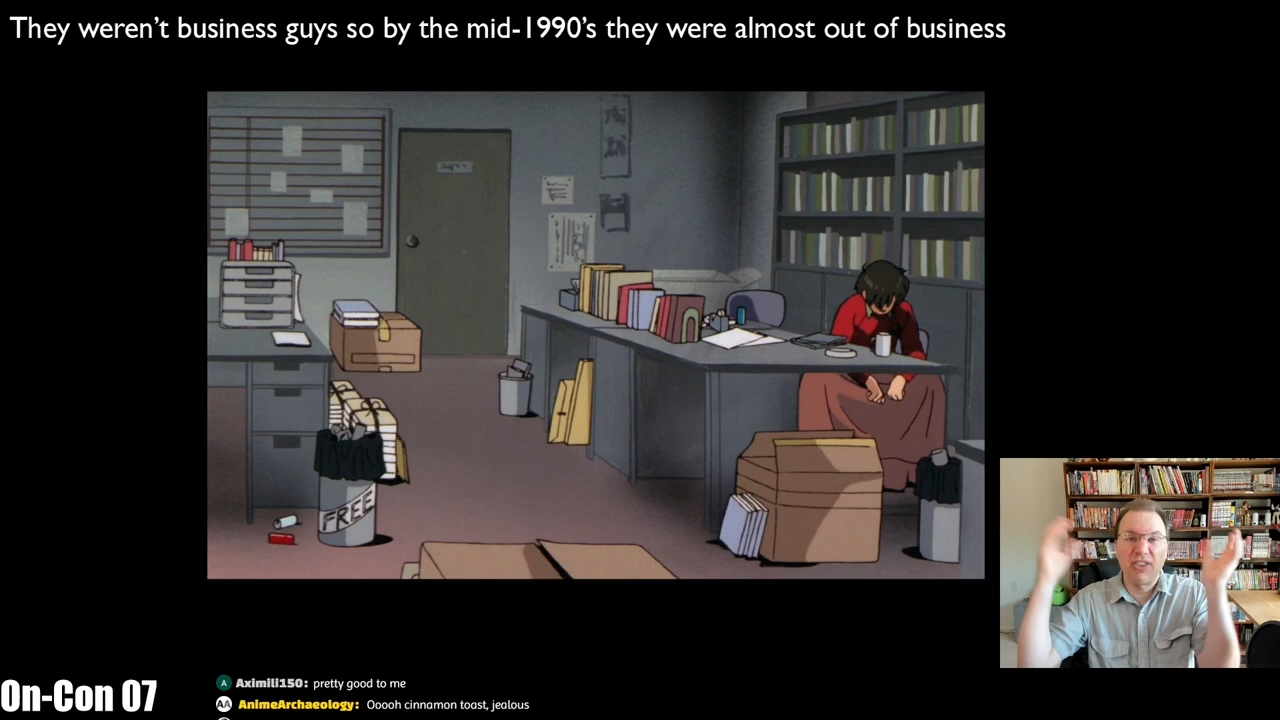 They weren't business guys so by the mid-1990's they were almost out of business
FREE
On-Con 07
A Aximili150: pretty good to me
AA AnimeArchaeology: Ooooh cinnamon toast, jealous